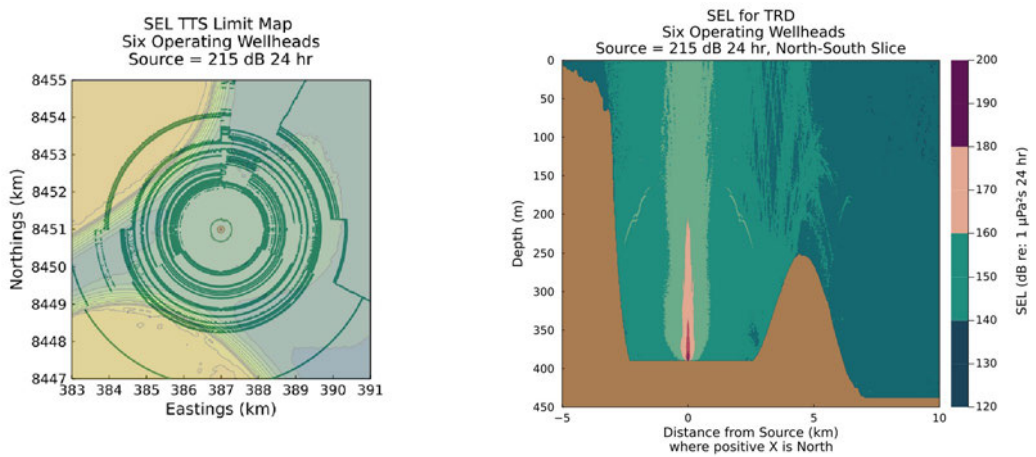 SEL TTS Limit Map
Six Operating Wellheads
Source = 215 dB 24 hr
8455
8454
8453
8452
8451
8450
8449
8448
8447
Northings (km)
383 384 385 386 387 388 389 390 391
Eastings (km)
SEL for TRD
Six Operating Wellheads
Source = 215 dB 24 hr, North-South Slice
0
50
100
150
200
250
300
350
400
450
Depth (m)
-5 0 5 10
Distance from Source (km)
where positive X is North
200
190
180
170
160
150
140
130
120
SEL (dB re: 1 μPa²s 24 hr)